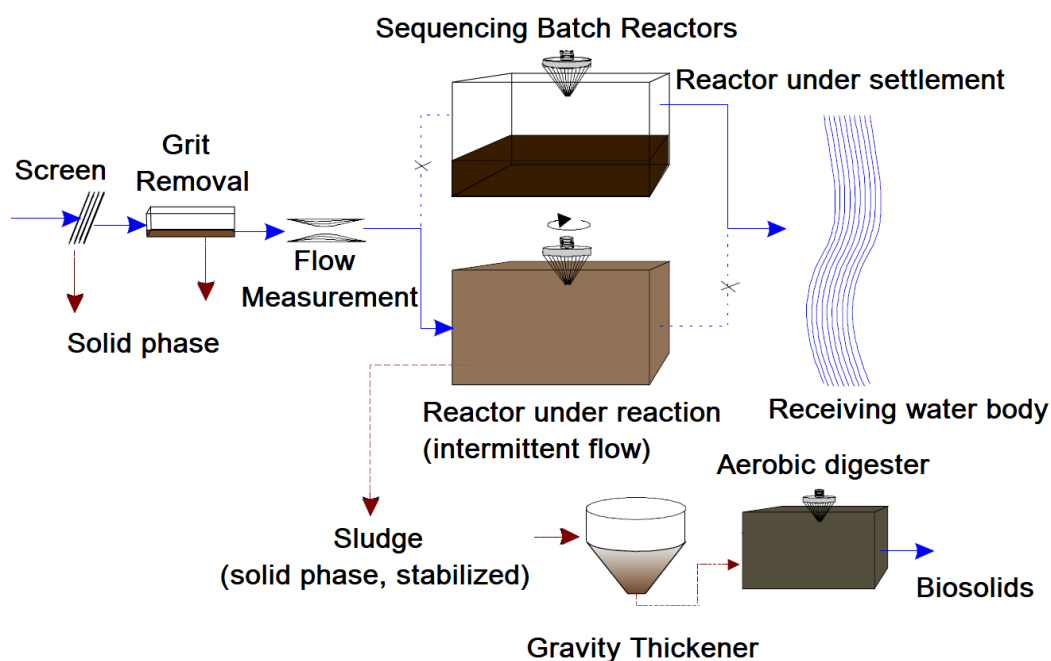 Sequencing Batch Reactors
Reactor under settlement
Grit
Removal
Screen
Flow
Measurement
Solid phase
Reactor under reaction
(intermittent flow)
Receiving water body
Aerobic digester
Sludge
(solid phase, stabilized)
Biosolids
Gravity Thickener